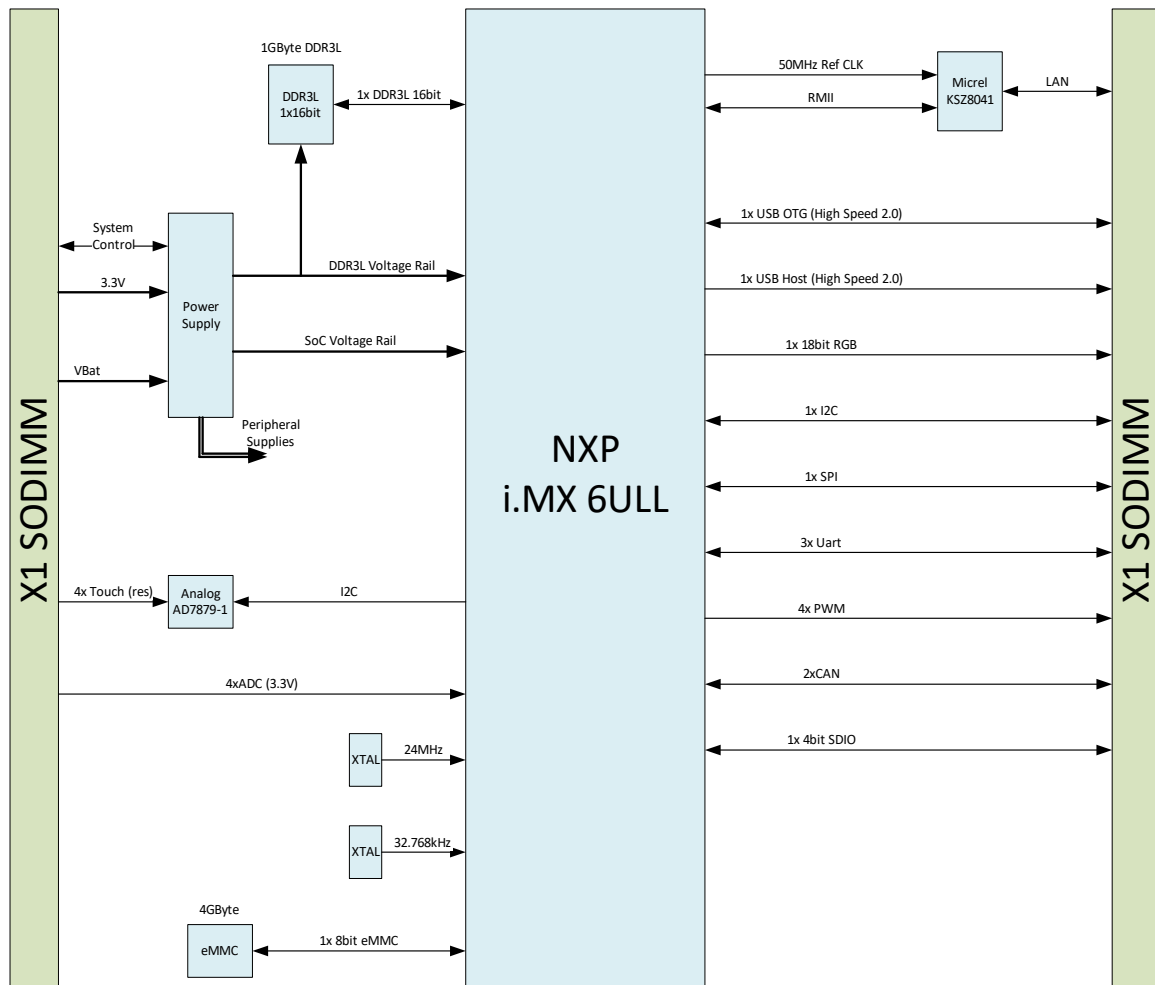 X1 SODIMM
1GByte DDR3L
DDR3L
1x16bit
1x DDR3L 16bit
System
Control
3.3V
VBat
Power
Supply
DDR3L Voltage Rail
SoC Voltage Rail
Peripheral
Supplies
4x Touch (res)
Analog
AD7879-1
I2C
4xADC (3.3V)
XTAL
24MHz
XTAL
32.768kHz
4GByte
eMMC
1x 8bit eMMC
NXP
i.MX 6ULL
50MHz Ref CLK
RMII
Micrel
KSZ8041
LAN
1x USB OTG (High Speed 2.0)
1x USB Host (High Speed 2.0)
1x 18bit RGB
1x I2C
1x SPI
3x Uart
4x PWM
2xCAN
1x 4bit SDIO
X1 SODIMM